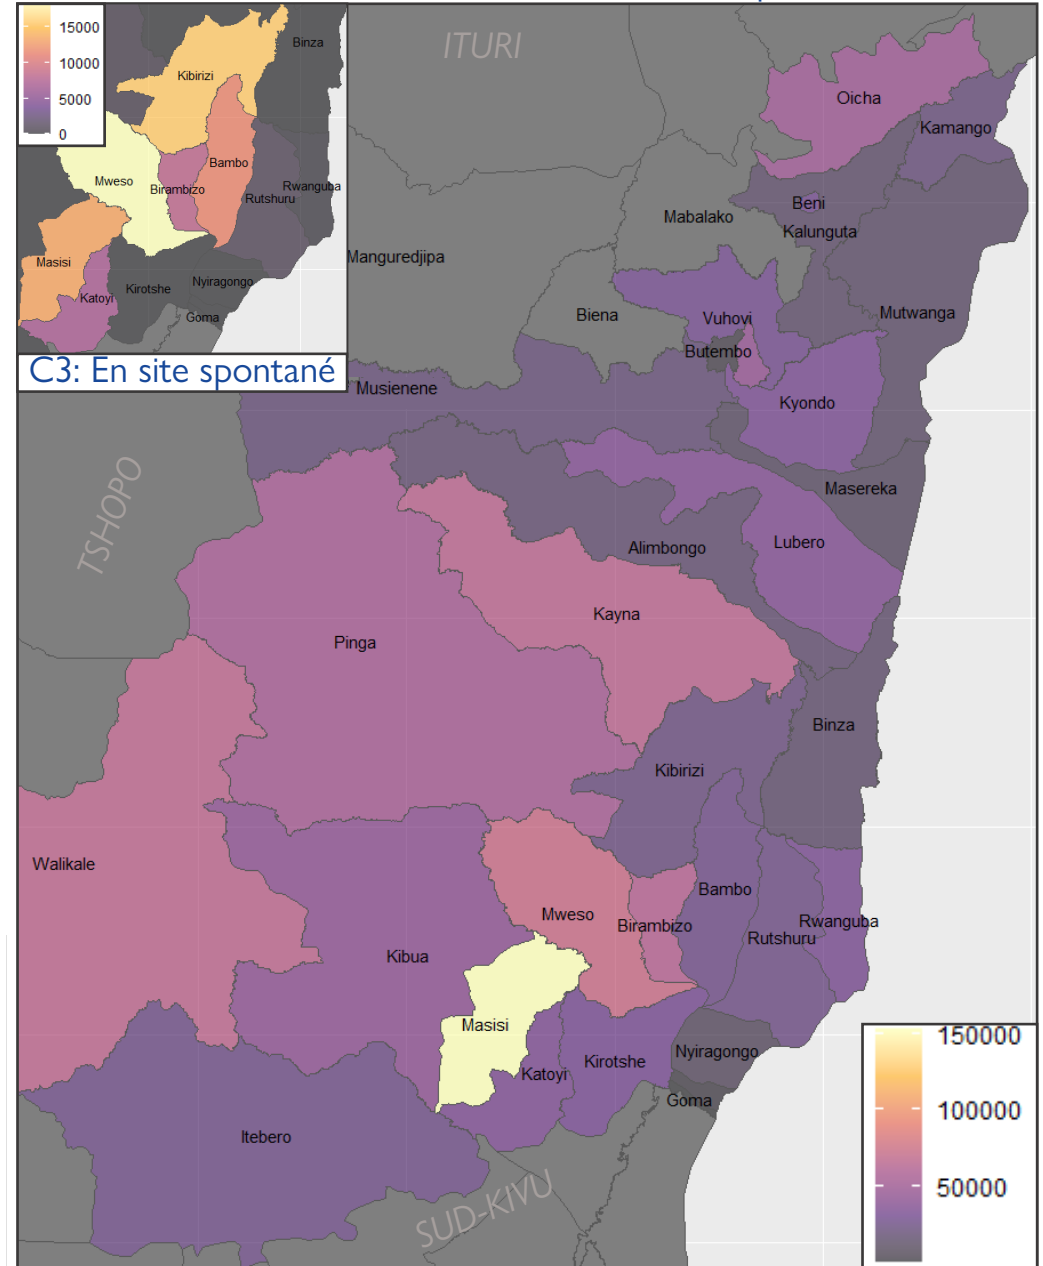 15000
10000
5000
0
Binza
Kibirizi
Bambo
Mweso
Birambizo
Rwanguba
Rutshuru
Masisi
Katoyi
Kirotshe
Nyiragongo
Goma
C3: En site spontané
ITURI
Oicha
Kamango
Beni
Mabalako
Kalunguta
Manguredjipa
Biena
Vuhovi
Mutwanga
Butembo
Musienene
Kyondo
TSHOPO
Masereka
Alimbongo
Lubero
Kayna
Pinga
Binza
Kibirizi
Walikale
Bambo
Mweso
Birambizo
Rwanguba
Rutshuru
Kibua
Masisi
Nyiragongo
Kirotshe
Katoyi
Goma
Itebero
SUD-KIVU
150000
100000
50000